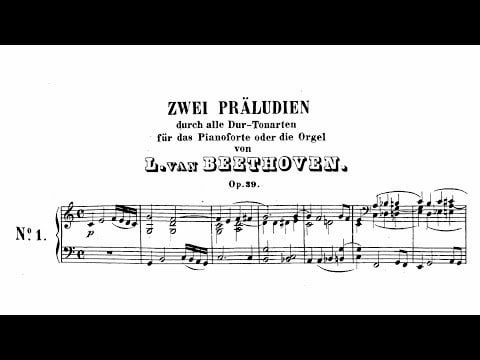 ZWEI PRÄLUDIEN
durch alle Dur-Tonarten
für das Pianoforte oder die Orgel
von
L. VAN BEETHOVEN.
Op. 39.
Nº 1.
p